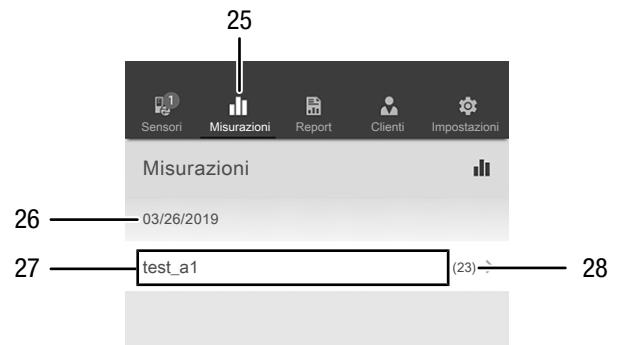 25
1
Sensori Misurazioni Report Clienti Impostazioni
Misurazioni
26 03/26/2019
27 test_a1 (23) 28